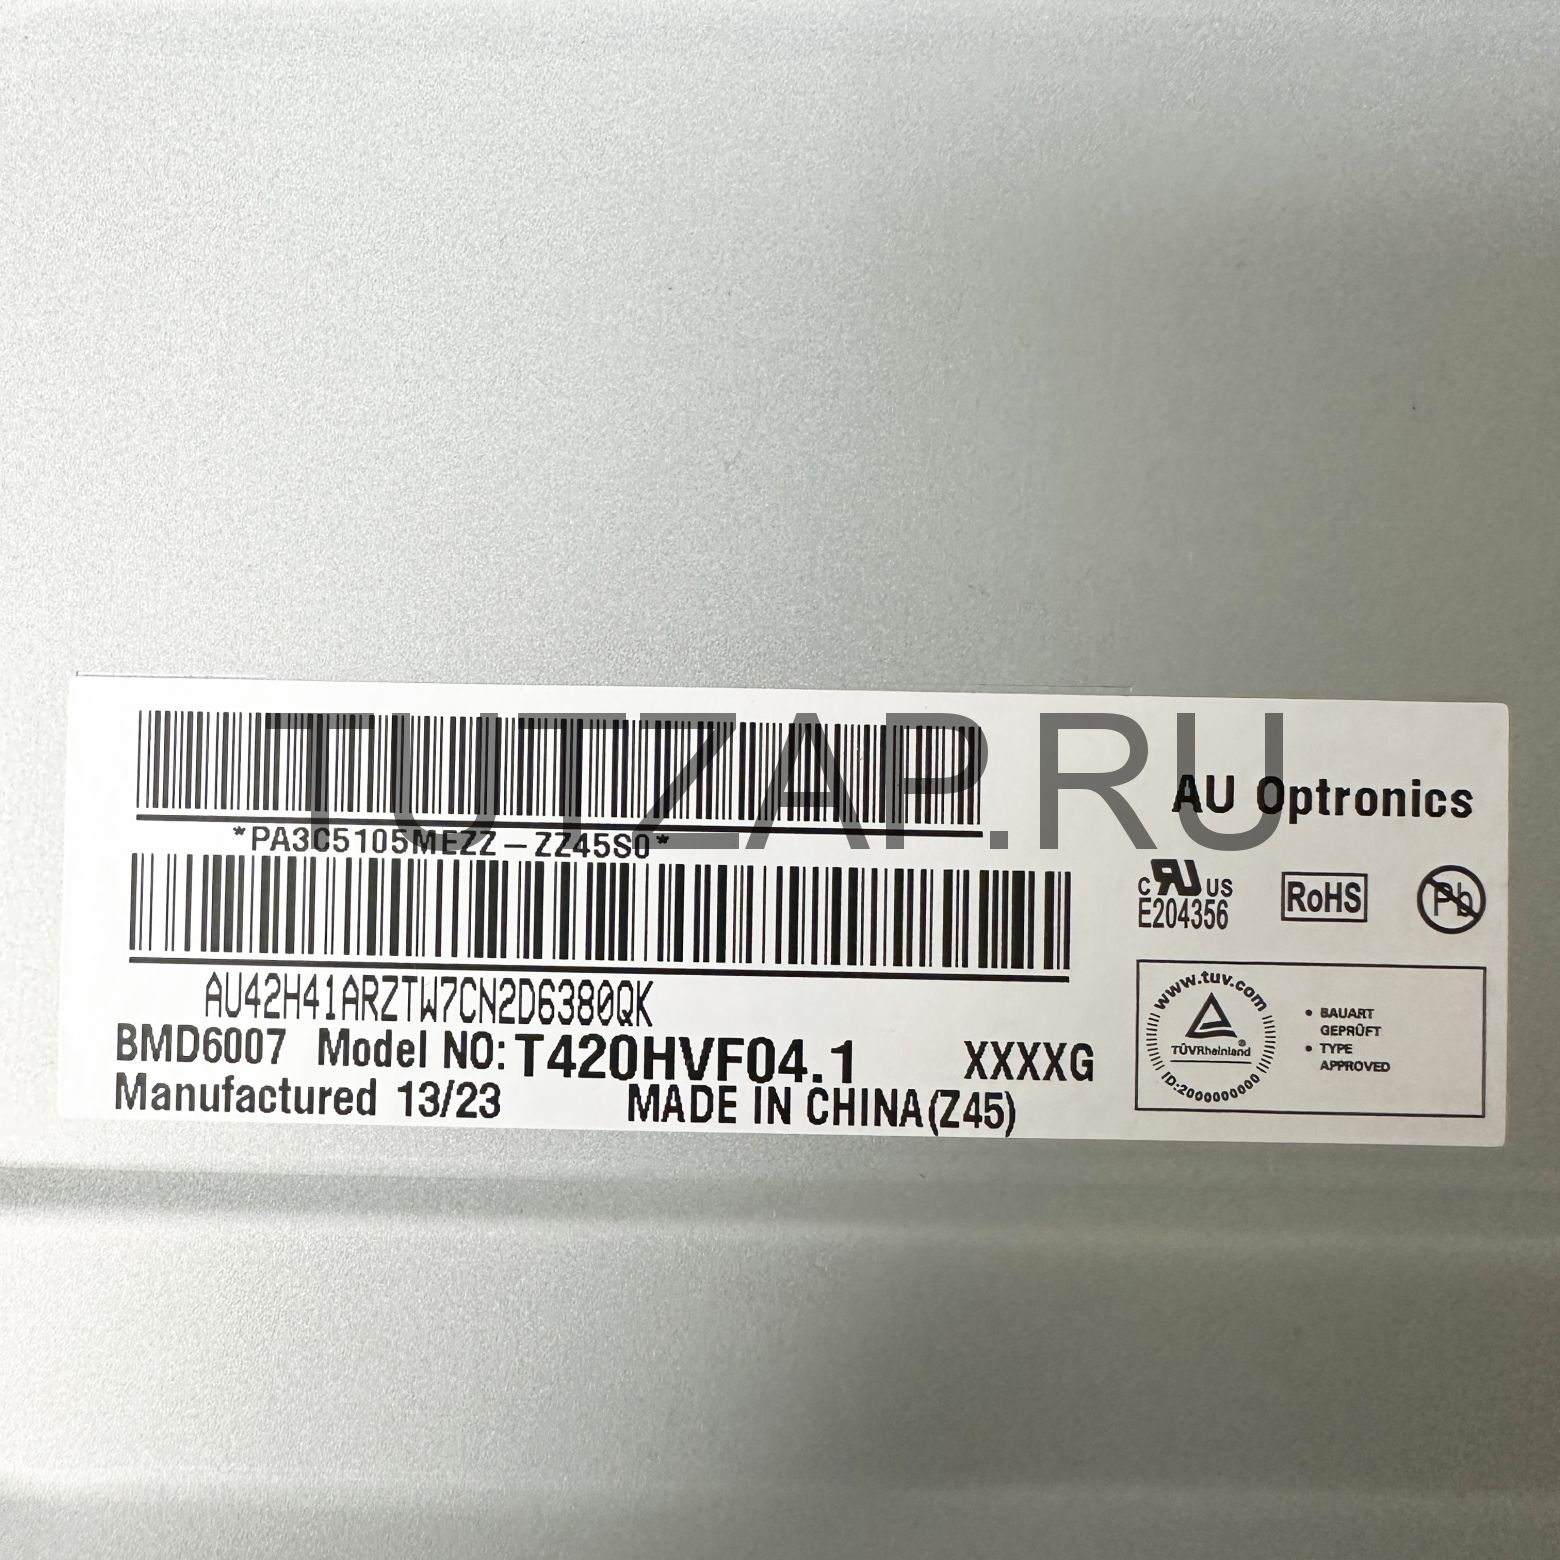 TUTZAP.RU
*PA3C5105MEZZ-ZZ45S0*
AU42H41ARZTW7CN2D6380QK
BMD6007 Model NO: T420HVF04.1 XXXXG
Manufactured 13/23 MADE IN CHINA(Z45)
AU Optronics
C RU US
E204356
RoHS
Pb
www.tuv.com
TÜVRheinland®
ID:2000000000
• BAUART
GEPRÜFT
• TYPE
APPROVED